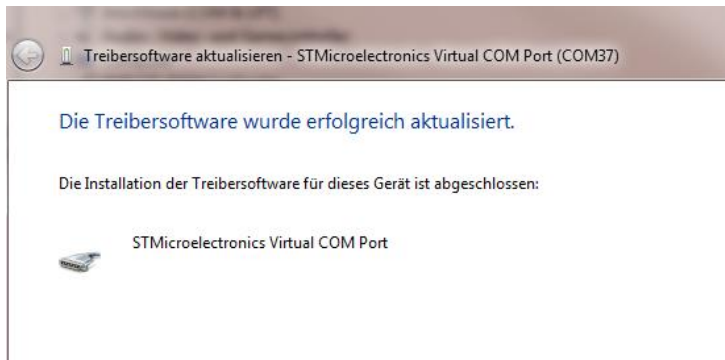 Treibersoftware aktualisieren - STMicroelectronics Virtual COM Port (COM37)
Die Treibersoftware wurde erfolgreich aktualisiert.
Die Installation der Treibersoftware für dieses Gerät ist abgeschlossen:
STMicroelectronics Virtual COM Port